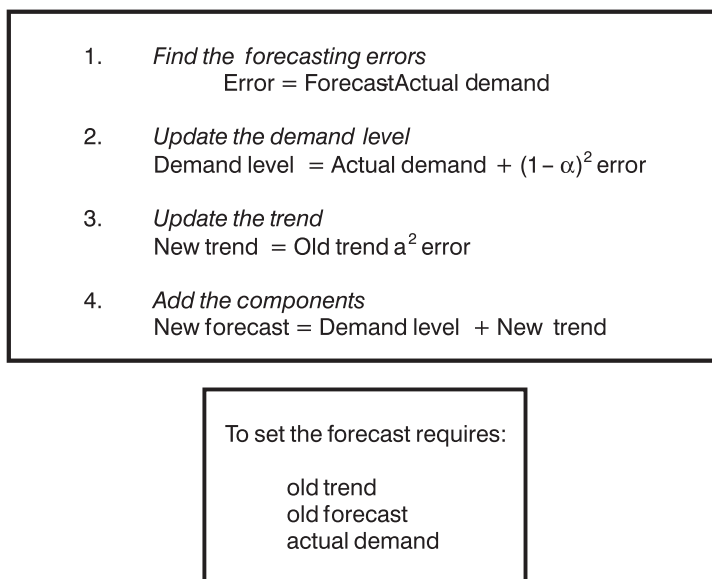 1. Find the forecasting errors
Error = Forecast-Actual demand
2. Update the demand level
Demand level = Actual demand + (1 – α)² error
3. Update the trend
New trend = Old trend a² error
4. Add the components
New forecast = Demand level + New trend
To set the forecast requires:
old trend
old forecast
actual demand